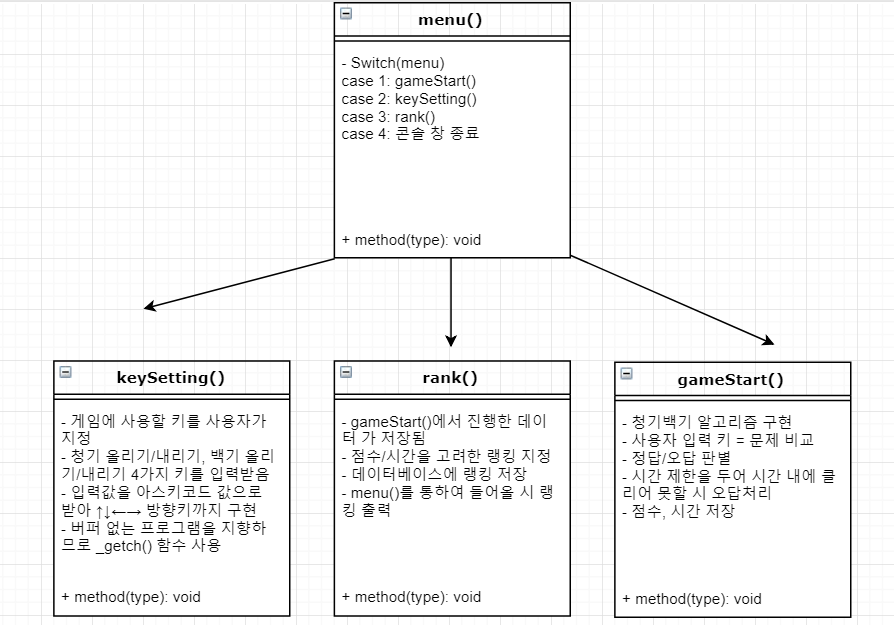 menu()
- Switch(menu)
case 1: gameStart()
case 2: keySetting()
case 3: rank()
case 4: 콘솔 창 종료
+ method(type): void
keySetting()
- 게임에 사용할 키를 사용자가
지정
- 청기 올리기/내리기, 백기 올리
기/내리기 4가지 키를 입력받음
- 입력값을 아스키코드 값으로
받아 ↑↓←→ 방향키까지 구현
- 버퍼 없는 프로그램을 지향하
므로 _getch() 함수 사용
+ method(type): void
rank()
- gameStart()에서 진행한 데이
터 가 저장됨
- 점수/시간을 고려한 랭킹 지정
- 데이터베이스에 랭킹 저장
- menu()를 통하여 들어올 시 랭
킹 출력
+ method(type): void
gameStart()
- 청기백기 알고리즘 구현
- 사용자 입력 키 = 문제 비교
- 정답/오답 판별
- 시간 제한을 두어 시간 내에 클
리어 못할 시 오답처리
- 점수, 시간 저장
+ method(type): void